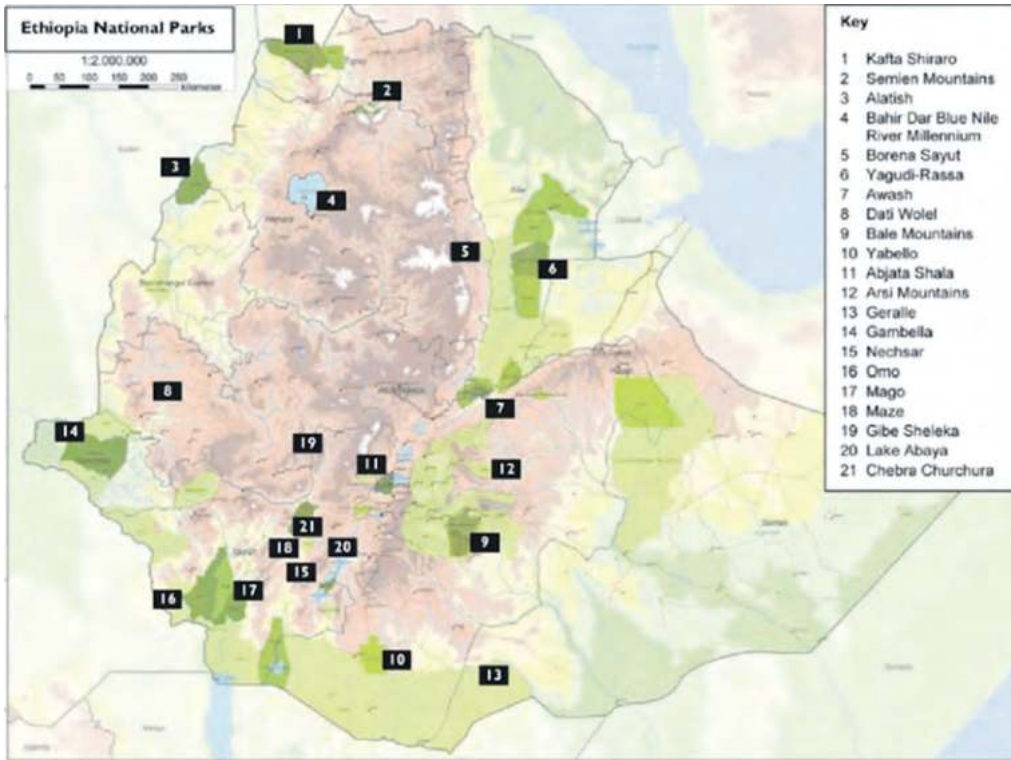 Ethiopia National Parks
1:2.000.000
0 50 100 150 200 250
kilometer
Key
1 Kafta Shiraro
2 Semien Mountains
3 Alatish
4 Bahir Dar Blue Nile
River Millennium
5 Borena Sayut
6 Yagudi-Rassa
7 Awash
8 Dati Wolel
9 Bale Mountains
10 Yabello
11 Abjata Shala
12 Arsi Mountains
13 Geralle
14 Gambella
15 Nechsar
16 Omo
17 Mago
18 Maze
19 Gibe Sheleka
20 Lake Abaya
21 Chebra Churchura
1
2
3
4
5
6
7
8
14
19
11
12
21
18
20
9
15
16
17
10
13